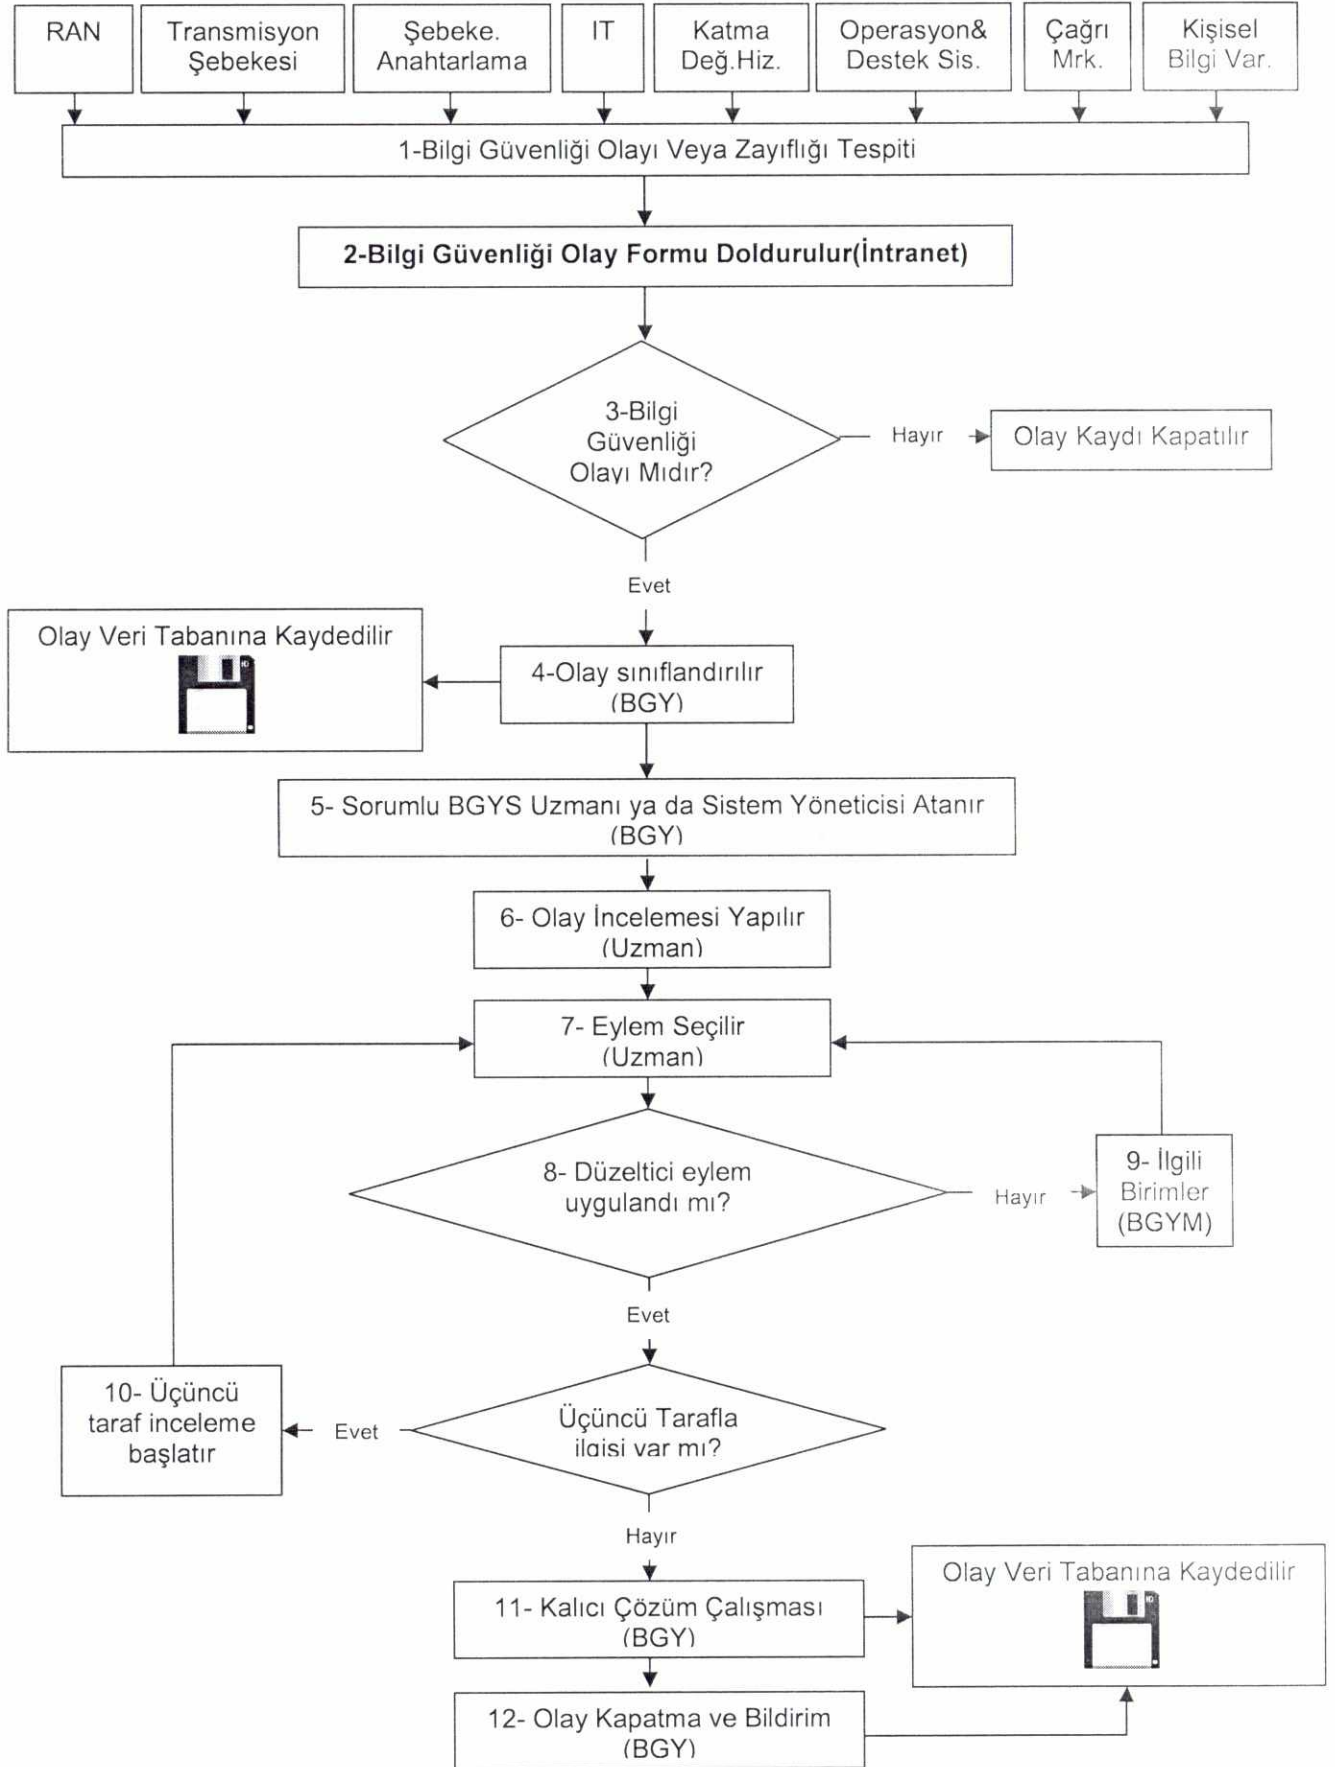 RAN
Transmisyon
Şebekesi
Şebeke.
Anahtarlama
IT
Katma
Değ.Hiz.
Operasyon&
Destek Sis.
Çağrı
Mrk.
Kişisel
Bilgi Var.
1-Bilgi Güvenliği Olayı Veya Zayıflığı Tespiti
2-Bilgi Güvenliği Olay Formu Doldurulur(İntranet)
3-Bilgi
Güvenliği
Olayı Mıdır?
Hayır
Olay Kaydı Kapatılır
Evet
Olay Veri Tabanına Kaydedilir
4-Olay sınıflandırılır
(BGY)
5- Sorumlu BGYS Uzmanı ya da Sistem Yöneticisi Atanır
(BGY)
6- Olay İncelemesi Yapılır
(Uzman)
7- Eylem Seçilir
(Uzman)
8- Düzeltici eylem
uygulandı mı?
Hayır
9- İlgili
Birimler
(BGYM)
Evet
10- Üçüncü
taraf inceleme
başlatır
Evet
Üçüncü Tarafla
ilgisi var mı?
Hayır
11- Kalıcı Çözüm Çalışması
(BGY)
Olay Veri Tabanına Kaydedilir
12- Olay Kapatma ve Bildirim
(BGY)